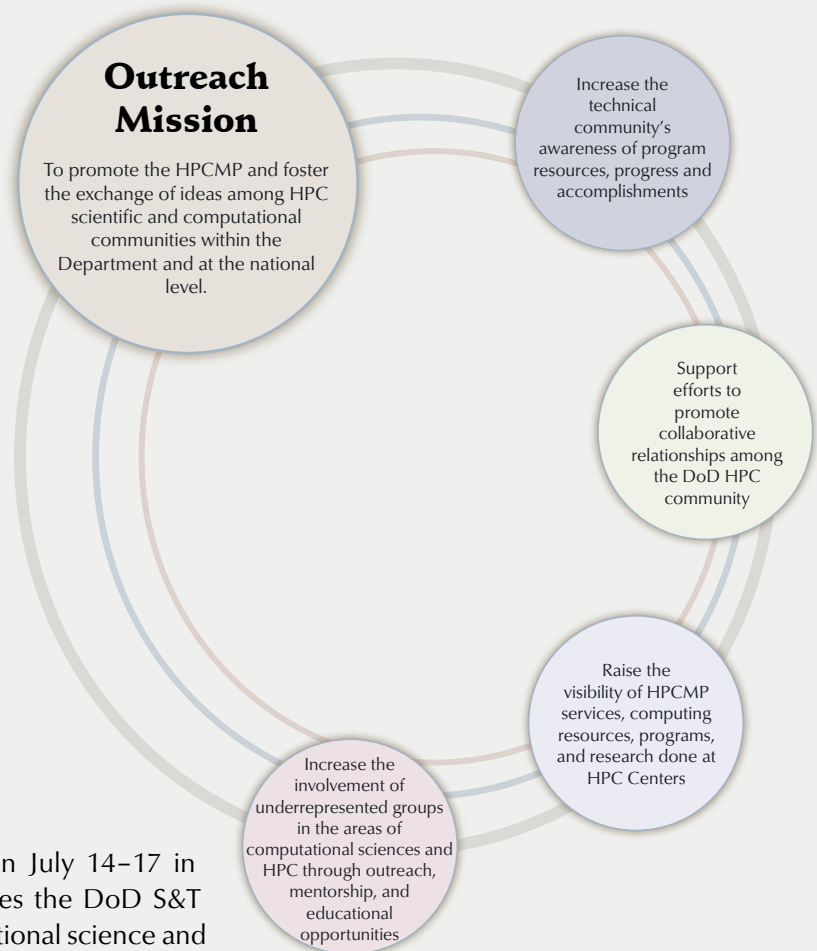 Outreach
Mission
To promote the HPCMP and foster
the exchange of ideas among HPC
scientific and computational
communities within the
Department and at the national
level.
Increase the
technical
community’s
awareness of program
resources, progress and
accomplishments
Support
efforts to
promote
collaborative
relationships among
the DoD HPC
community
Raise the
visibility of HPCMP
services, computing
resources, programs,
and research done at
HPC Centers
Increase the
involvement of
underrepresented groups
in the areas of
computational sciences and
HPC through outreach,
mentorship, and
educational
opportunities
n July 14–17 in
es the DoD S&T
tional science and